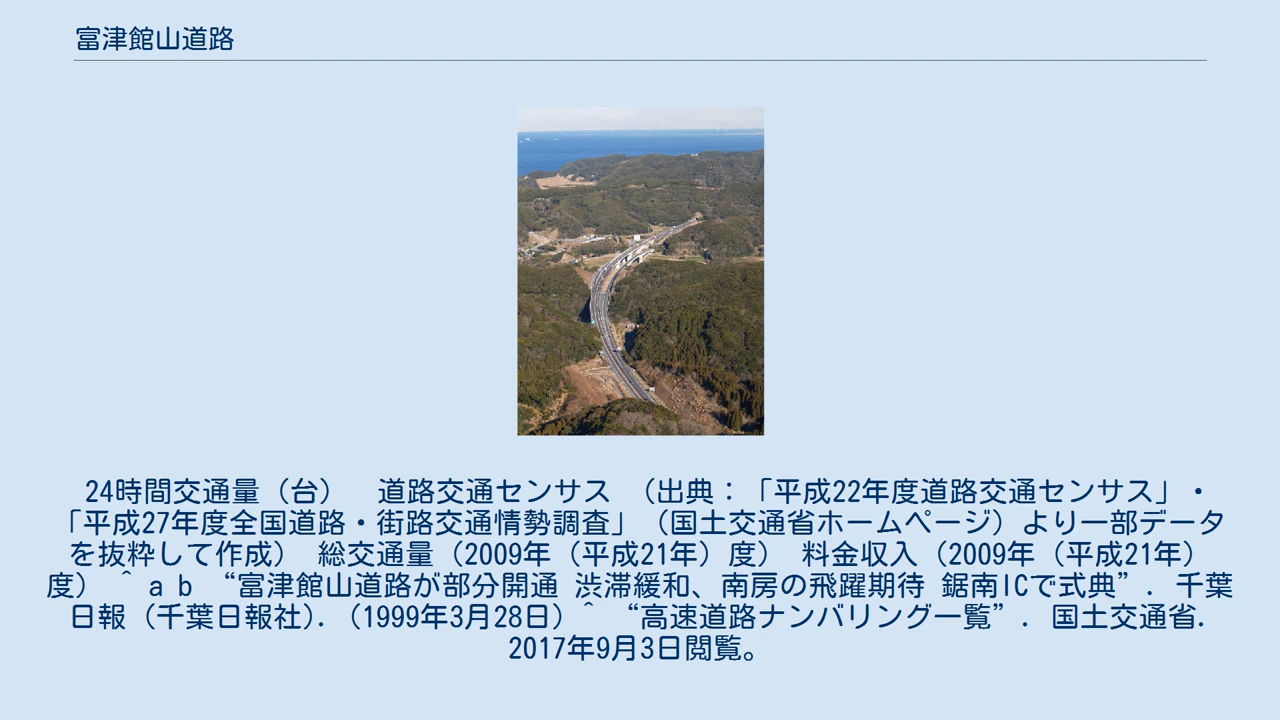 富津館山道路
24時間交通量（台）　道路交通センサス （出典：「平成22年度道路交通センサス」・
「平成27年度全国道路・街路交通情勢調査」（国土交通省ホームページ）より一部データ
を抜粋して作成） 総交通量（2009年（平成21年）度） 料金収入（2009年（平成21年）
度） ^ a b “富津館山道路が部分開通 渋滞緩和、南房の飛躍期待 鋸南ICで式典”. 千葉
日報（千葉日報社）. （1999年3月28日）^ “高速道路ナンバリング一覧”. 国土交通省.
2017年9月3日閲覧。